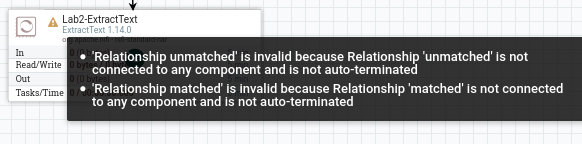 Lab2-ExtractText
ExtractText 1.14.0
In
Read/Write
Out
Tasks/Time
• 'Relationship unmatched' is invalid because Relationship 'unmatched' is not
connected to any component and is not auto-terminated
• 'Relationship matched' is invalid because Relationship 'matched' is not connected
to any component and is not auto-terminated